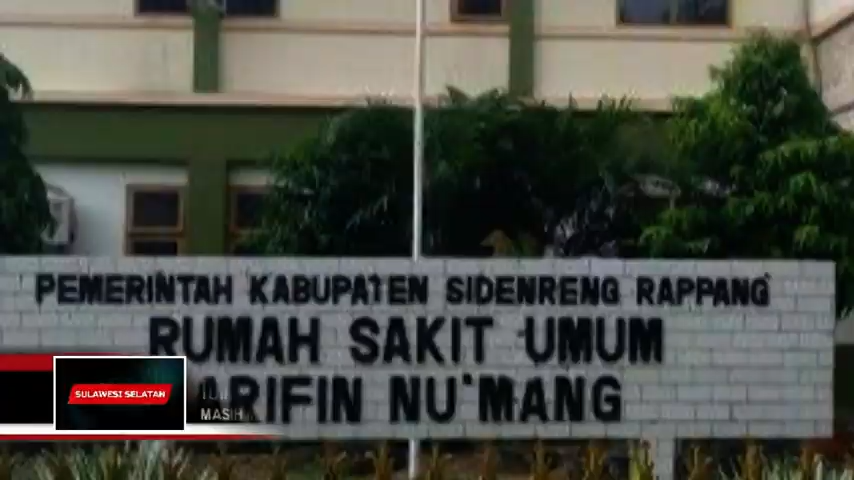 PEMERINTAH KABUPATEN SIDENRENG RAPPANG
RUMAH SAKIT UMUM
ARIFIN NU'MANG
SULAWESI SELATAN
MASIH